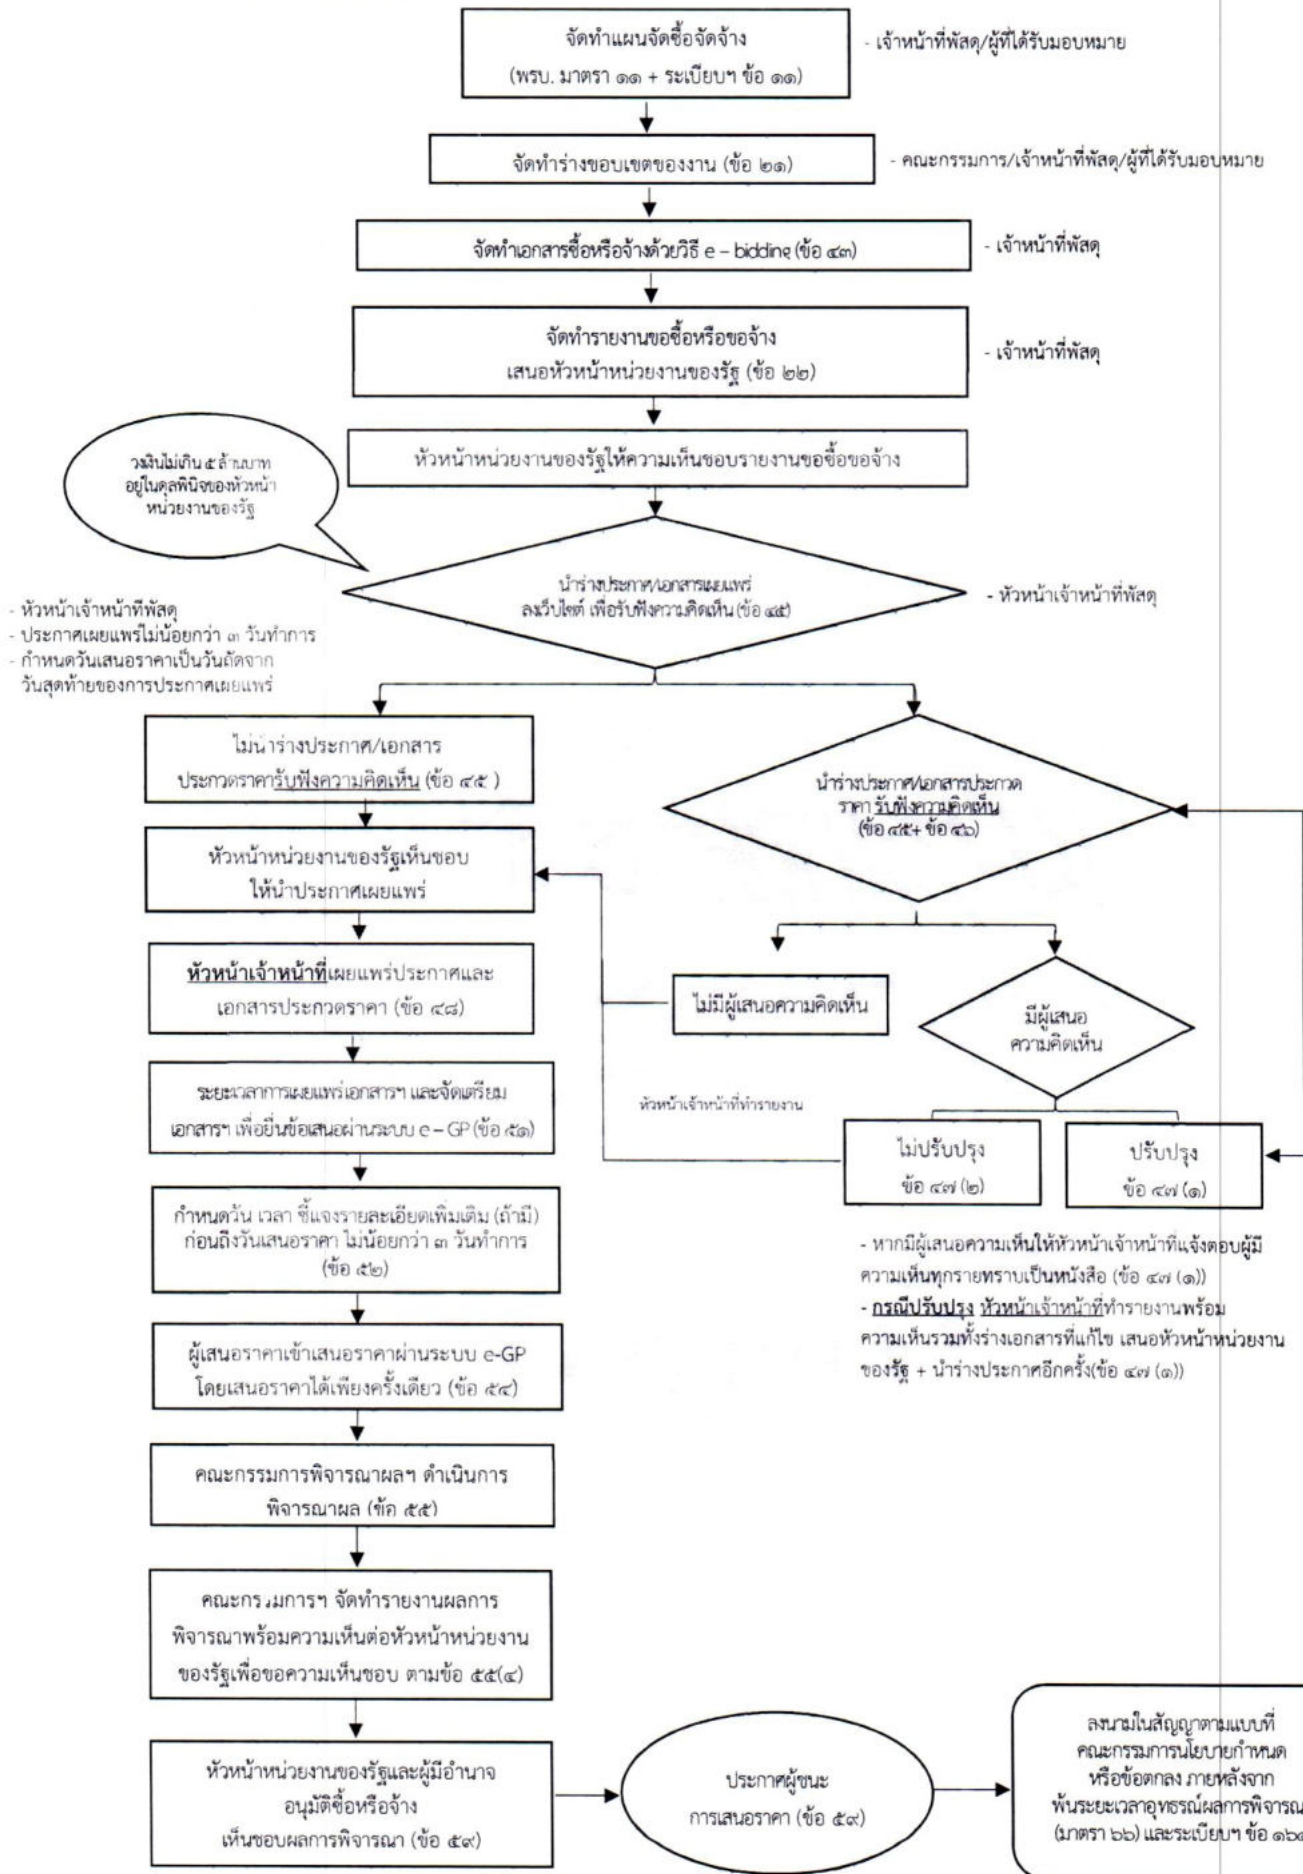 จัดทำแผนจัดซื้อจัดจ้าง
(พรบ. มาตรา ๑๑ + ระเบียบฯ ข้อ ๑๑)
- เจ้าหน้าที่พัสดุ/ผู้ที่ได้รับมอบหมาย
จัดทำร่างขอบเขตของงาน (ข้อ ๒๑)
- คณะกรรมการ/เจ้าหน้าที่พัสดุ/ผู้ที่ได้รับมอบหมาย
จัดทำเอกสารซื้อหรือจ้างด้วยวิธี e – bidding (ข้อ ๔๓)
- เจ้าหน้าที่พัสดุ
จัดทำรายงานขอซื้อหรือขอจ้าง
เสนอหัวหน้าหน่วยงานของรัฐ (ข้อ ๒๒)
- เจ้าหน้าที่พัสดุ
หัวหน้าหน่วยงานของรัฐให้ความเห็นชอบรายงานขอซื้อขอจ้าง
วงเงินไม่เกิน ๕ ล้านบาท
อยู่ในดุลพินิจของหัวหน้า
หน่วยงานของรัฐ
นำร่างประกาศ/เอกสารเผยแพร่
ลงเว็บไซต์ เพื่อรับฟังความคิดเห็น (ข้อ ๔๕)
- หัวหน้าเจ้าหน้าที่พัสดุ
- หัวหน้าเจ้าหน้าที่พัสดุ
- ประกาศเผยแพร่ไม่น้อยกว่า ๓ วันทำการ
- กำหนดวันเสนอราคาเป็นวันถัดจาก
วันสุดท้ายของการประกาศเผยแพร่
ไม่นำร่างประกาศ/เอกสาร
ประกวดราคารับฟังความคิดเห็น (ข้อ ๔๕ )
นำร่างประกาศ/เอกสารประกวด
ราคา รับฟังความคิดเห็น
(ข้อ ๔๕+ ข้อ ๔๖)
หัวหน้าหน่วยงานของรัฐเห็นชอบ
ให้นำประกาศเผยแพร่
หัวหน้าเจ้าหน้าที่เผยแพร่ประกาศและ
เอกสารประกวดราคา (ข้อ ๔๘)
ไม่มีผู้เสนอความคิดเห็น
มีผู้เสนอ
ความคิดเห็น
ระยะเวลาการเผยแพร่เอกสารฯ และจัดเตรียม
เอกสารฯ เพื่อยื่นข้อเสนอผ่านระบบ e – GP (ข้อ ๕๑)
หัวหน้าเจ้าหน้าที่ทำรายงาน
ไม่ปรับปรุง
ข้อ ๔๗ (๒)
ปรับปรุง
ข้อ ๔๗ (๑)
กำหนดวัน เวลา ชี้แจงรายละเอียดเพิ่มเติม (ถ้ามี)
ก่อนถึงวันเสนอราคา ไม่น้อยกว่า ๓ วันทำการ
(ข้อ ๕๒)
- หากมีผู้เสนอความเห็นให้หัวหน้าเจ้าหน้าที่แจ้งตอบผู้มี
ความเห็นทุกรายทราบเป็นหนังสือ (ข้อ ๔๗ (๑))
- กรณีปรับปรุง หัวหน้าเจ้าหน้าที่ทำรายงานพร้อม
ความเห็นรวมทั้งร่างเอกสารที่แก้ไข เสนอหัวหน้าหน่วยงาน
ของรัฐ + นำร่างประกาศอีกครั้ง(ข้อ ๔๗ (๑))
ผู้เสนอราคาเข้าเสนอราคาผ่านระบบ e-GP
โดยเสนอราคาได้เพียงครั้งเดียว (ข้อ ๕๔)
คณะกรรมการพิจารณาผลฯ ดำเนินการ
พิจารณาผล (ข้อ ๕๕)
คณะกรรมการฯ จัดทำรายงานผลการ
พิจารณาพร้อมความเห็นต่อหัวหน้าหน่วยงาน
ของรัฐเพื่อขอความเห็นชอบ ตามข้อ ๕๕(๔)
หัวหน้าหน่วยงานของรัฐและผู้มีอำนาจ
อนุมัติซื้อหรือจ้าง
เห็นชอบผลการพิจารณา (ข้อ ๕๙)
ประกาศผู้ชนะ
การเสนอราคา (ข้อ ๕๙)
ลงนามในสัญญาตามแบบที่
คณะกรรมการนโยบายกำหนด
หรือข้อตกลง ภายหลังจาก
พ้นระยะเวลาอุทธรณ์ผลการพิจารณ
(มาตรา ๖๖) และระเบียบฯ ข้อ